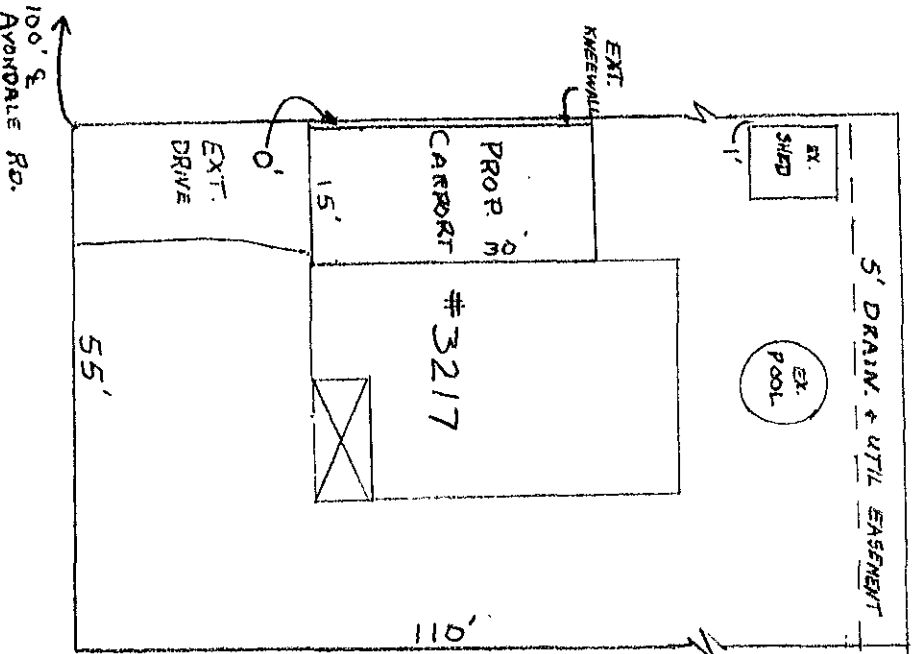 5' DRAIN. & UTIL EASEMENT
EX.
SHED
1'
EX.
POOL
EXT.
KNEEWALL
PROP.
CARPORT
30'
15'
0'
#3217
EXT.
DRIVE
110'
55'
100' ℄
AVONDALE RD.